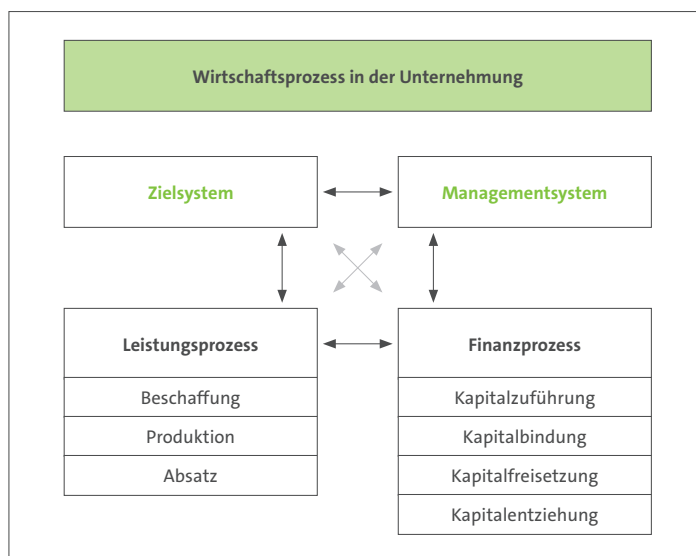 Wirtschaftsprozess in der Unternehmung
Zielsystem
Managementsystem
Leistungsprozess
Beschaffung
Produktion
Absatz
Finanzprozess
Kapitalzuführung
Kapitalbindung
Kapitalfreisetzung
Kapitalentziehung